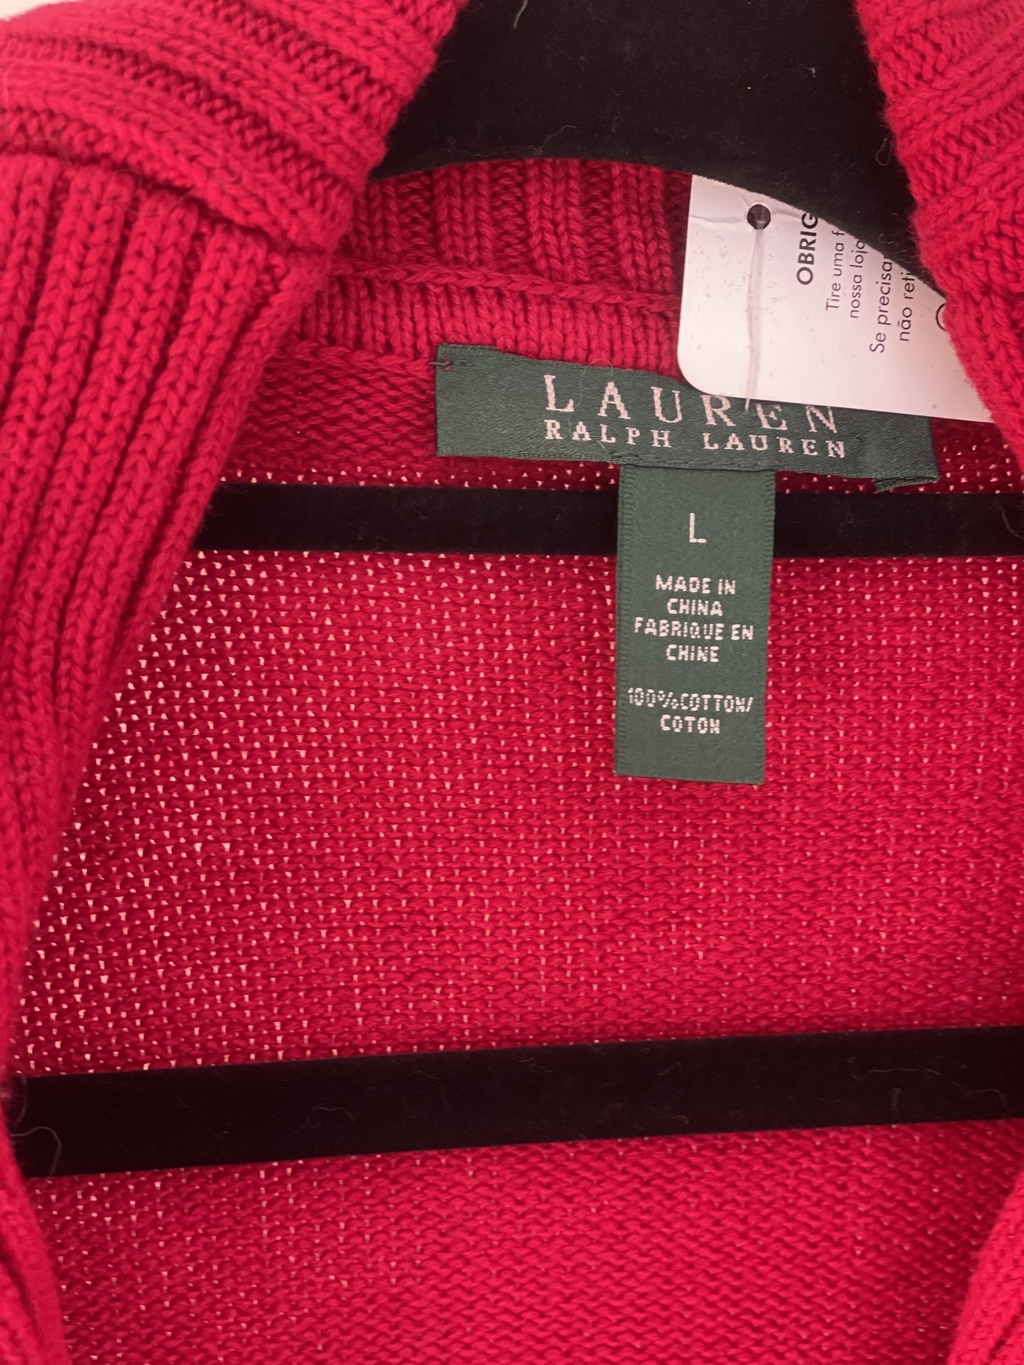 LAUREN
RALPH LAUREN
L
MADE IN
CHINA
FABRIQUE EN
CHINE
100%COTTON/
COTON
OBRIG
Tire uma f
nossa loja
Se precisa
não reti